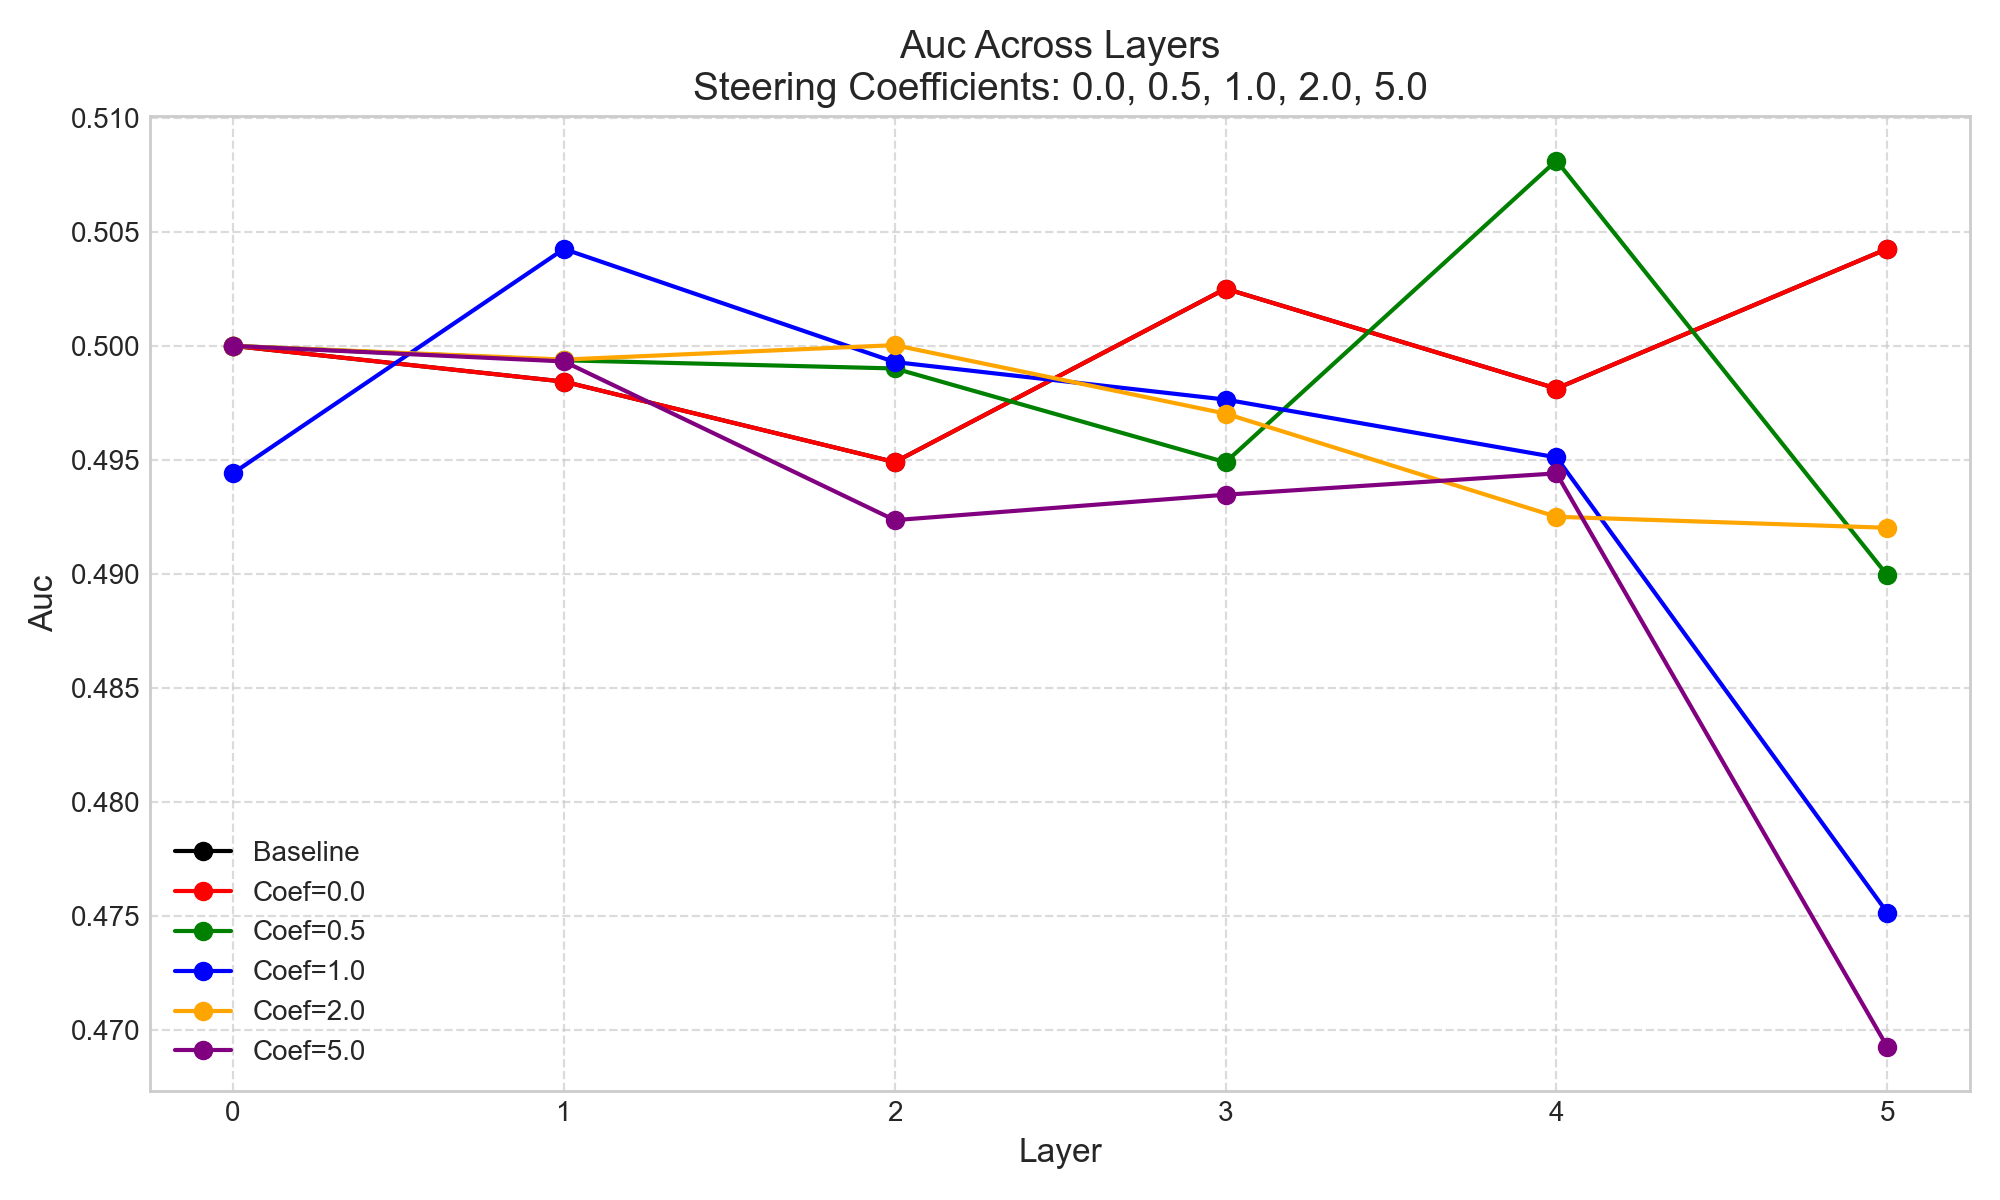 Auc Across Layers
Steering Coefficients: 0.0, 0.5, 1.0, 2.0, 5.0
0.510
0.505
0.500
0.495
0.490
0.485
0.480
0.475
0.470
Auc
Baseline
Coef=0.0
Coef=0.5
Coef=1.0
Coef=2.0
Coef=5.0
0 1 2 3 4 5
Layer